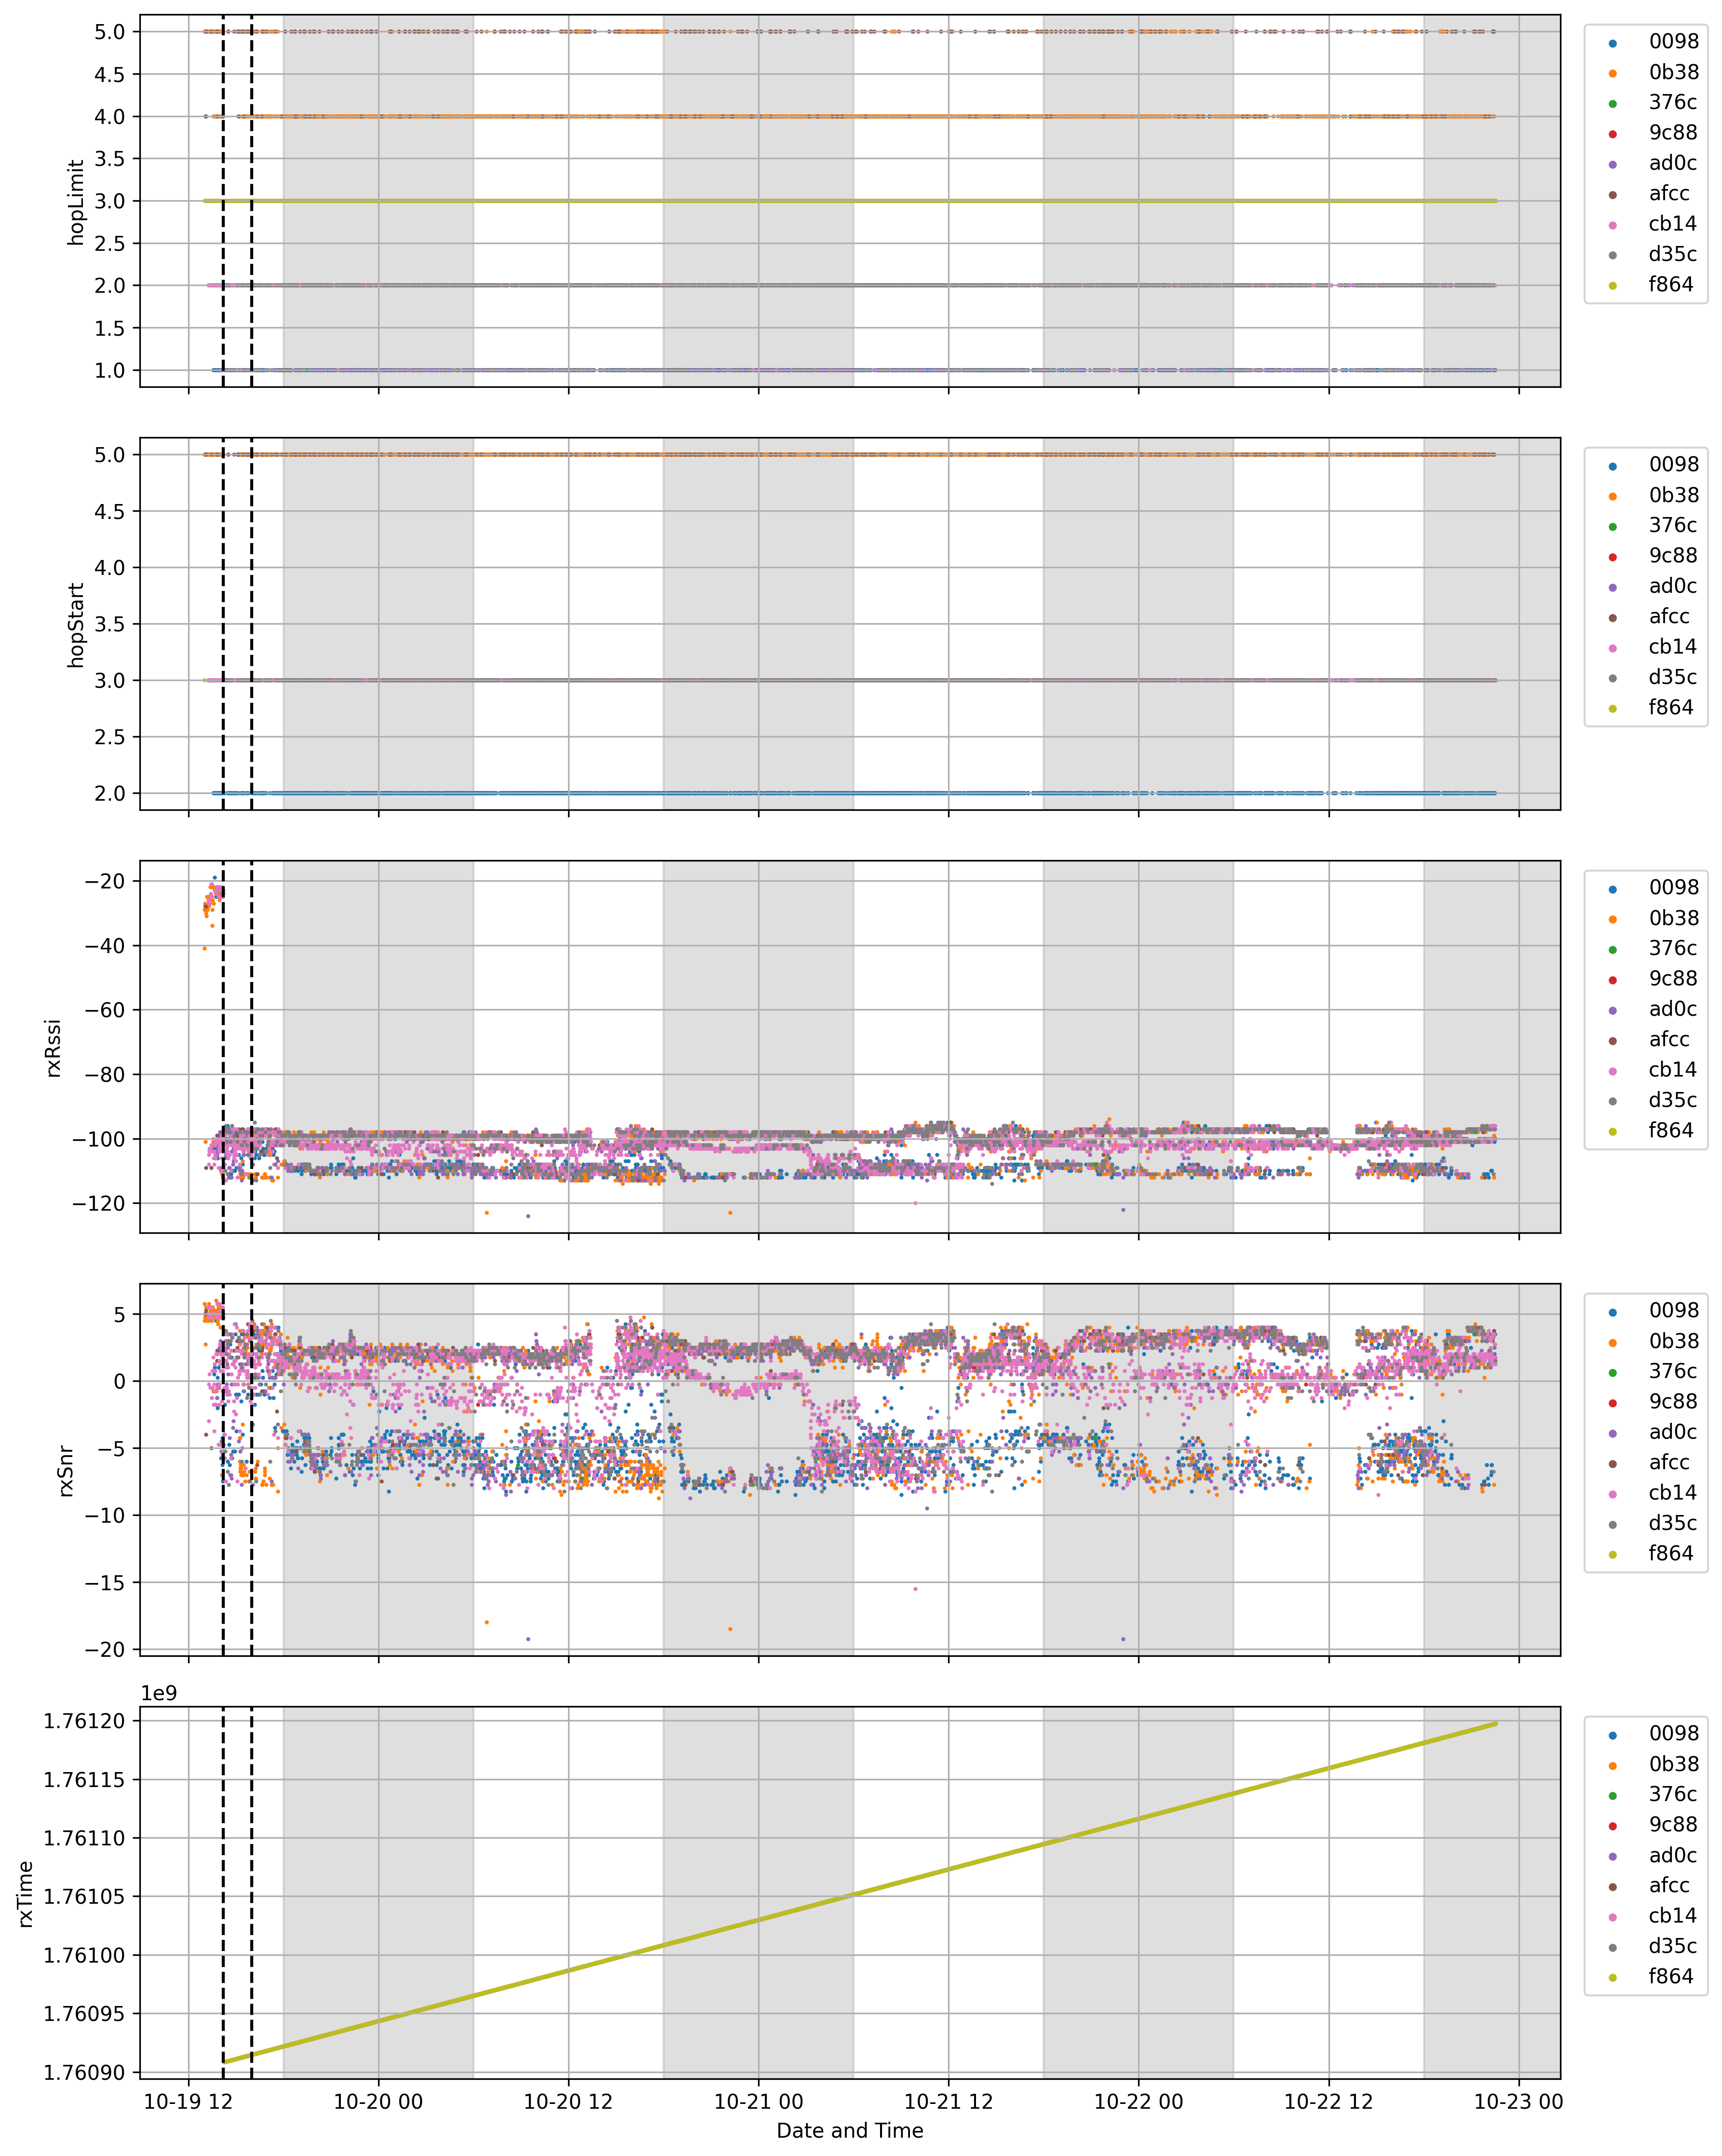 5.0
4.5
4.0
3.5
3.0
2.5
2.0
1.5
1.0
hopLimit
0098
0b38
376c
9c88
ad0c
afcc
cb14
d35c
f864
5.0
4.5
4.0
3.5
3.0
2.5
2.0
hopStart
0098
0b38
376c
9c88
ad0c
afcc
cb14
d35c
f864
−20
−40
−60
−80
−100
−120
rxRssi
0098
0b38
376c
9c88
ad0c
afcc
cb14
d35c
f864
5
0
−5
−10
−15
−20
rxSnr
0098
0b38
376c
9c88
ad0c
afcc
cb14
d35c
f864
1e9
1.76120
1.76115
1.76110
1.76105
1.76100
1.76095
1.76090
rxTime
0098
0b38
376c
9c88
ad0c
afcc
cb14
d35c
f864
10-19 12 10-20 00 10-20 12 10-21 00 10-21 12 10-22 00 10-22 12 10-23 00
Date and Time